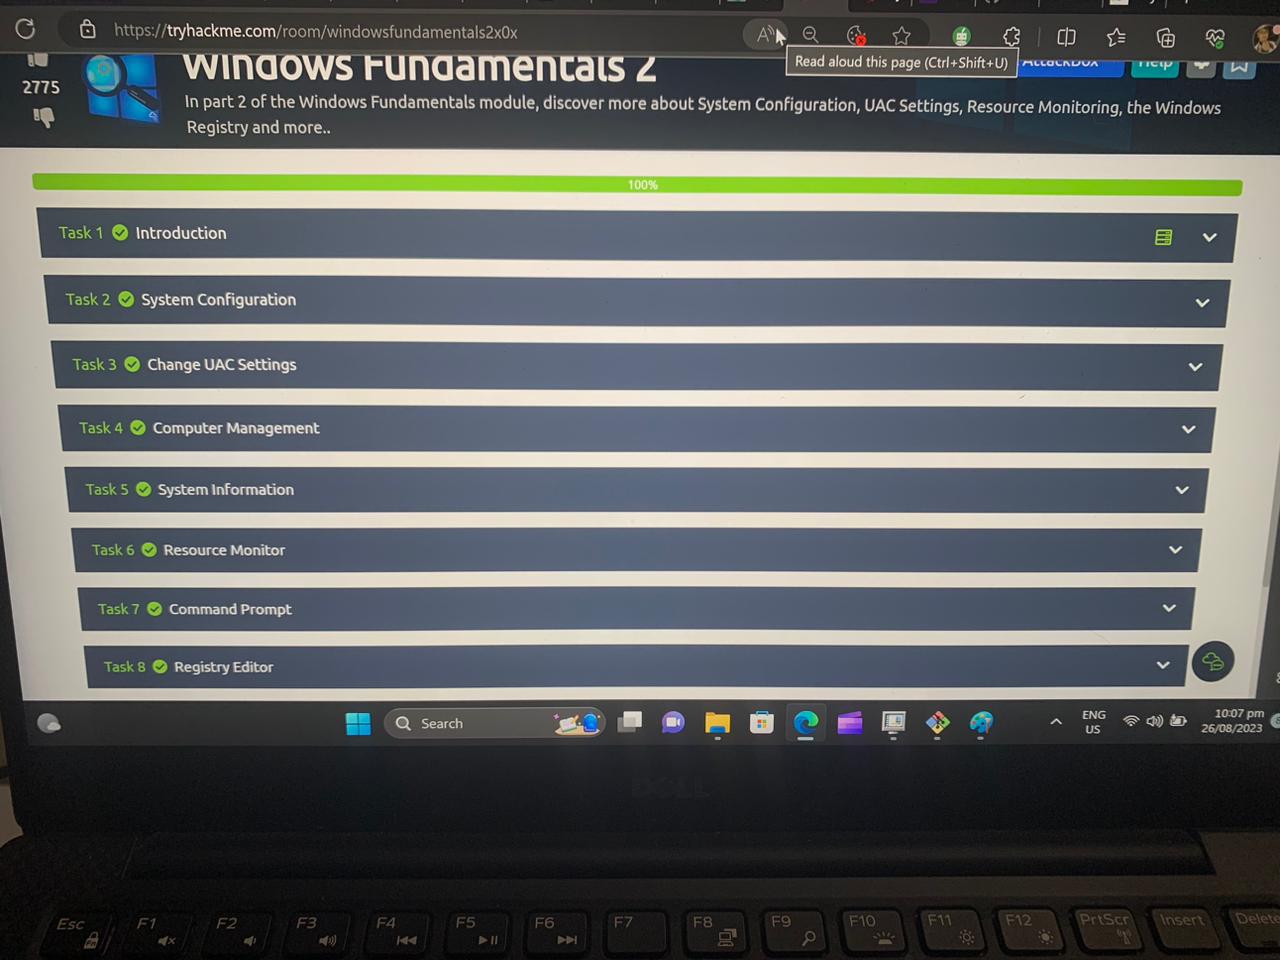 https://tryhackme.com/room/windowsfundamentals2x0x
Read aloud this page (Ctrl+Shift+U)
AttackBox
Help
2775
Windows Fundamentals 2
In part 2 of the Windows Fundamentals module, discover more about System Configuration, UAC Settings, Resource Monitoring, the Windows
Registry and more..
100%
Task 1 Introduction
Task 2 System Configuration
Task 3 Change UAC Settings
Task 4 Computer Management
Task 5 System Information
Task 6 Resource Monitor
Task 7 Command Prompt
Task 8 Registry Editor
Search
ENG
US
10:07 pm
26/08/2023
DELL
Esc F1 F2 F3 F4 F5 F6 F7 F8 F9 F10 F11 F12 PrtScr Insert Delete
Fn